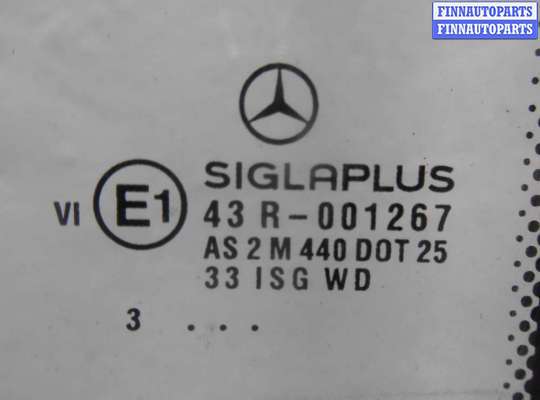 FINNAUTOPARTS
FINNAUTOPARTS
SIGLAPLUS
VI E1 43 R-001267
AS 2 M 440 DOT 25
33 ISG WD
3 ...